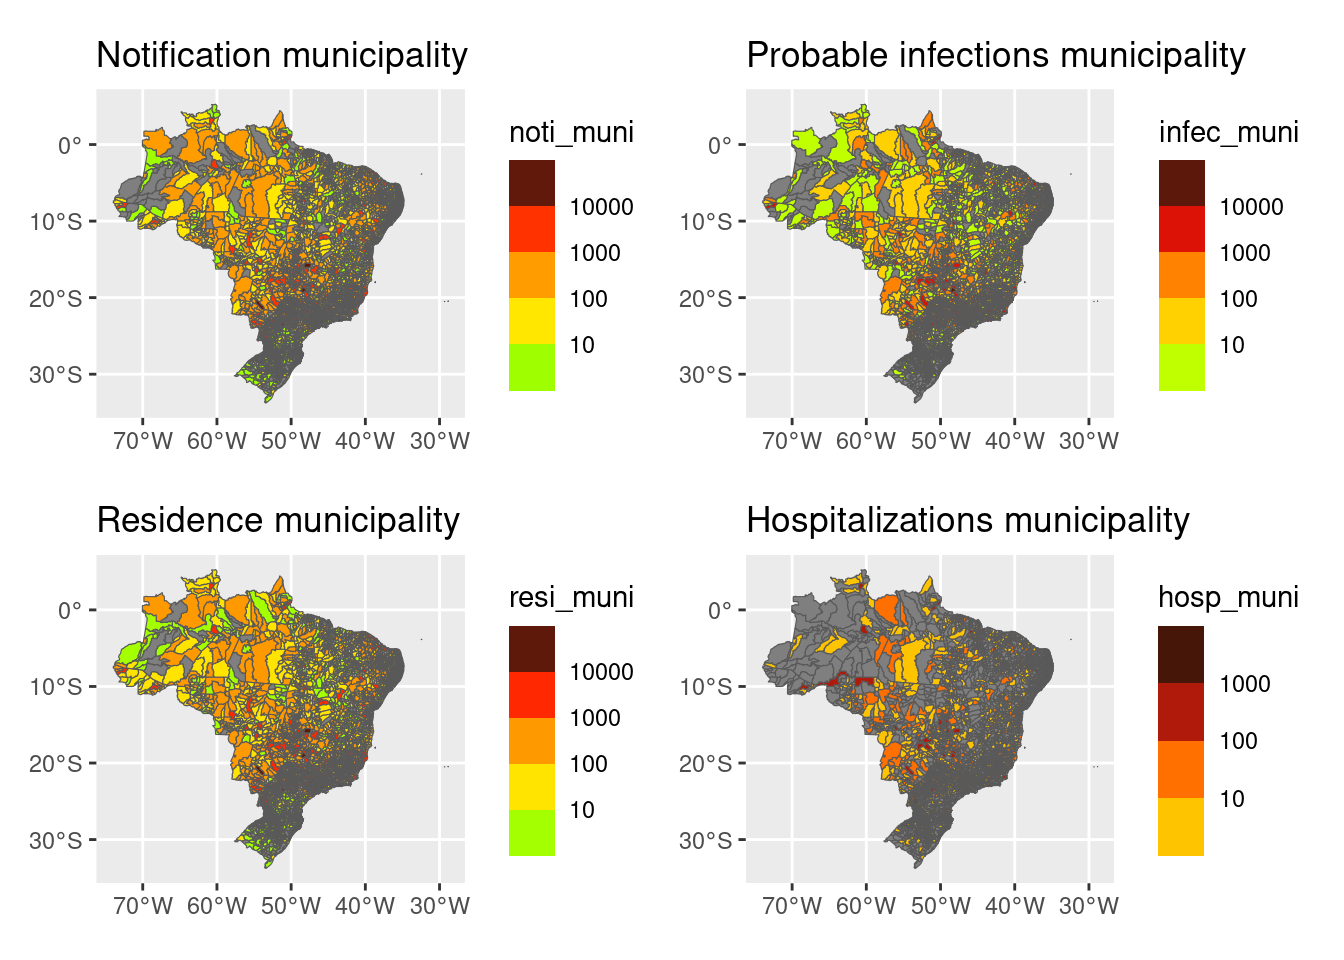 Notification municipality
noti_muni
10000
1000
100
10
0°
10°S
20°S
30°S
70°W 60°W 50°W 40°W 30°W
Probable infections municipality
infec_muni
10000
1000
100
10
0°
10°S
20°S
30°S
70°W 60°W 50°W 40°W 30°W
Residence municipality
resi_muni
10000
1000
100
10
0°
10°S
20°S
30°S
70°W 60°W 50°W 40°W 30°W
Hospitalizations municipality
hosp_muni
1000
100
10
0°
10°S
20°S
30°S
70°W 60°W 50°W 40°W 30°W